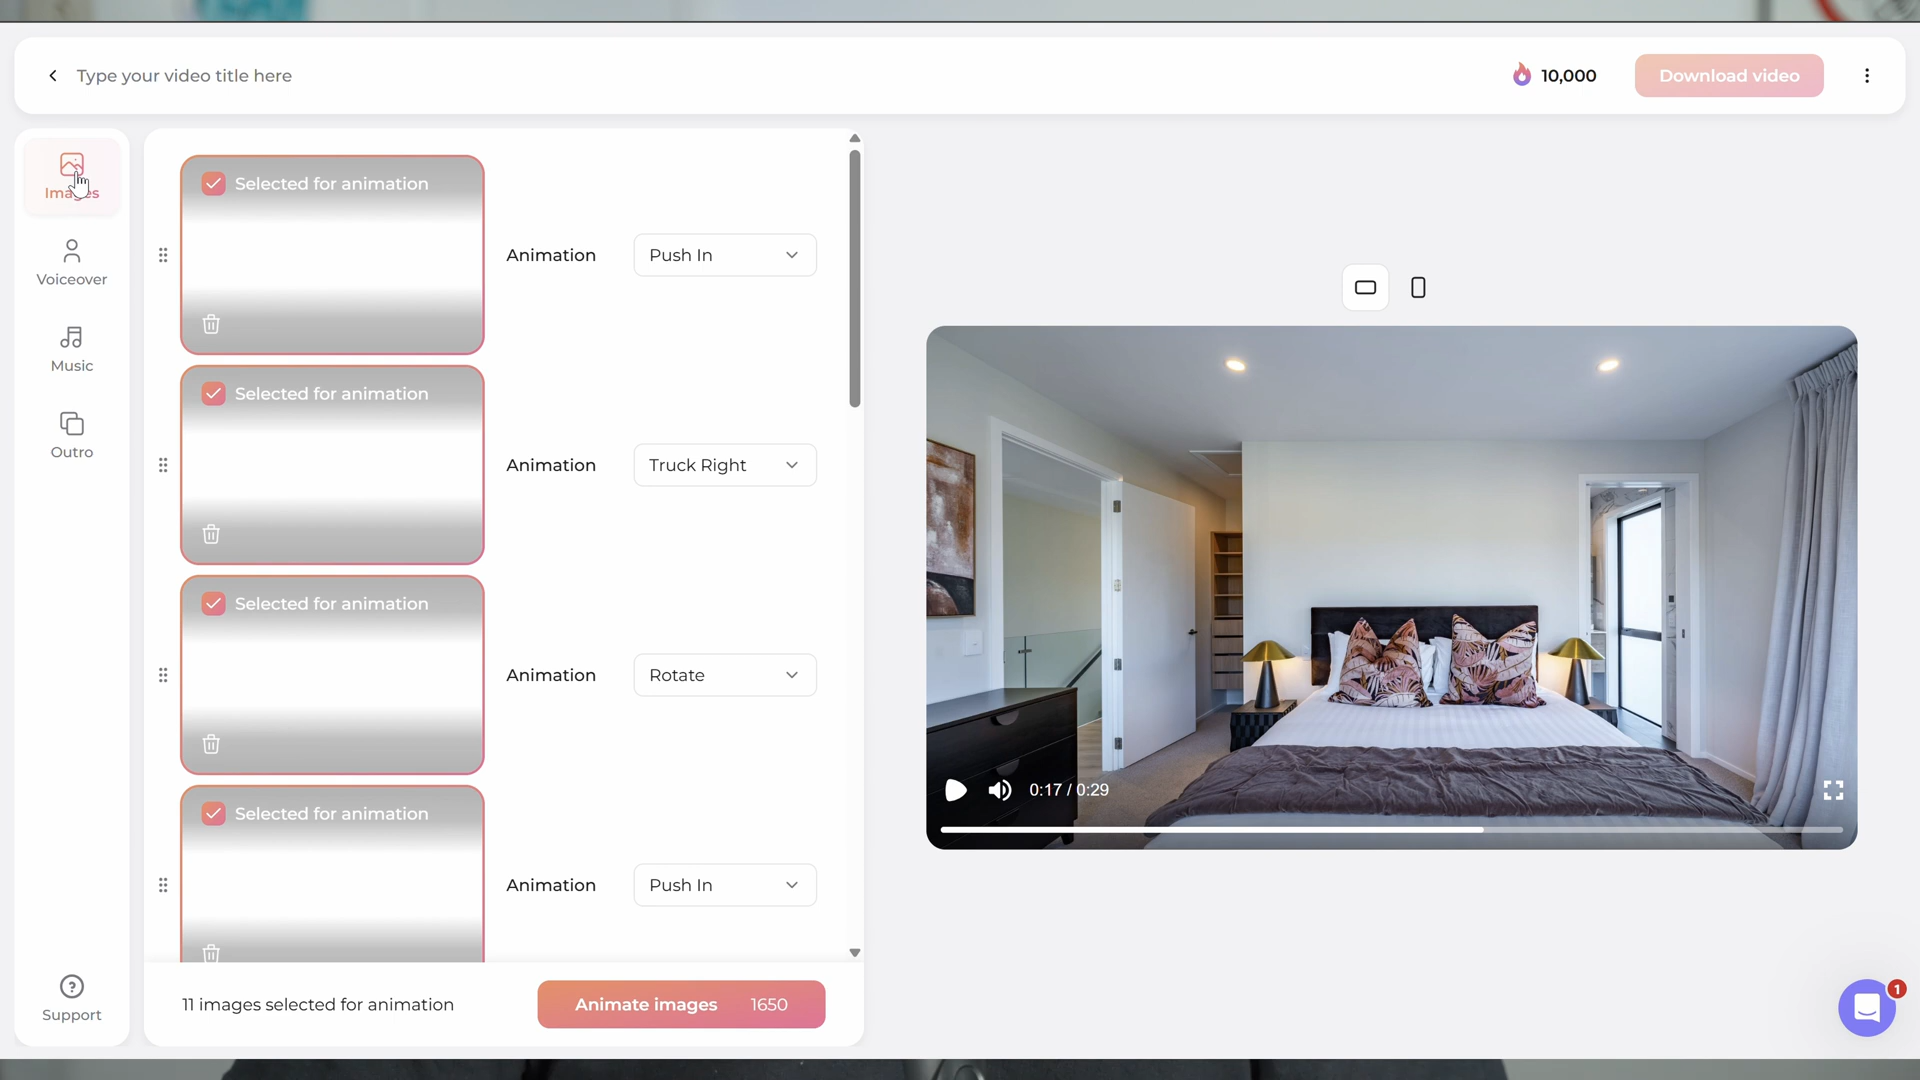 Type your video title here
10,000
Download video
Images
Voiceover
Music
Outro
Support
Selected for animation
Animation
Push In
Selected for animation
Animation
Truck Right
Selected for animation
Animation
Rotate
Selected for animation
Animation
Push In
11 images selected for animation
Animate images 1650
0:17 / 0:29
1